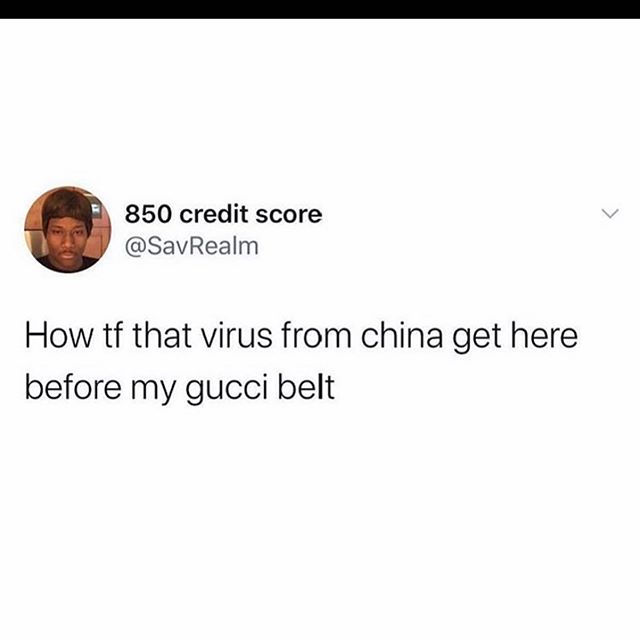 850 credit score
@SavRealm
How tf that virus from china get here
before my gucci belt